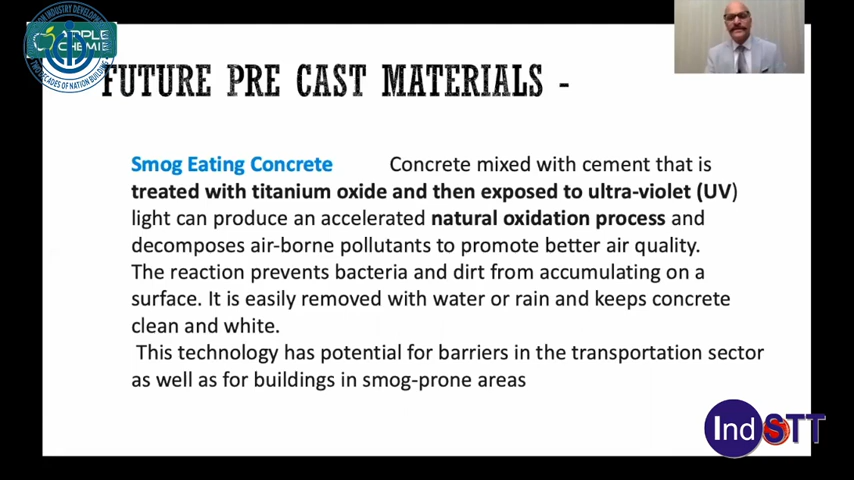 APPLE
CHEMIE
FUTURE PRE CAST MATERIALS -
Smog Eating Concrete Concrete mixed with cement that is
treated with titanium oxide and then exposed to ultra-violet (UV)
light can produce an accelerated natural oxidation process and
decomposes air-borne pollutants to promote better air quality.
The reaction prevents bacteria and dirt from accumulating on a
surface. It is easily removed with water or rain and keeps concrete
clean and white.
This technology has potential for barriers in the transportation sector
as well as for buildings in smog-prone areas
IndSTT